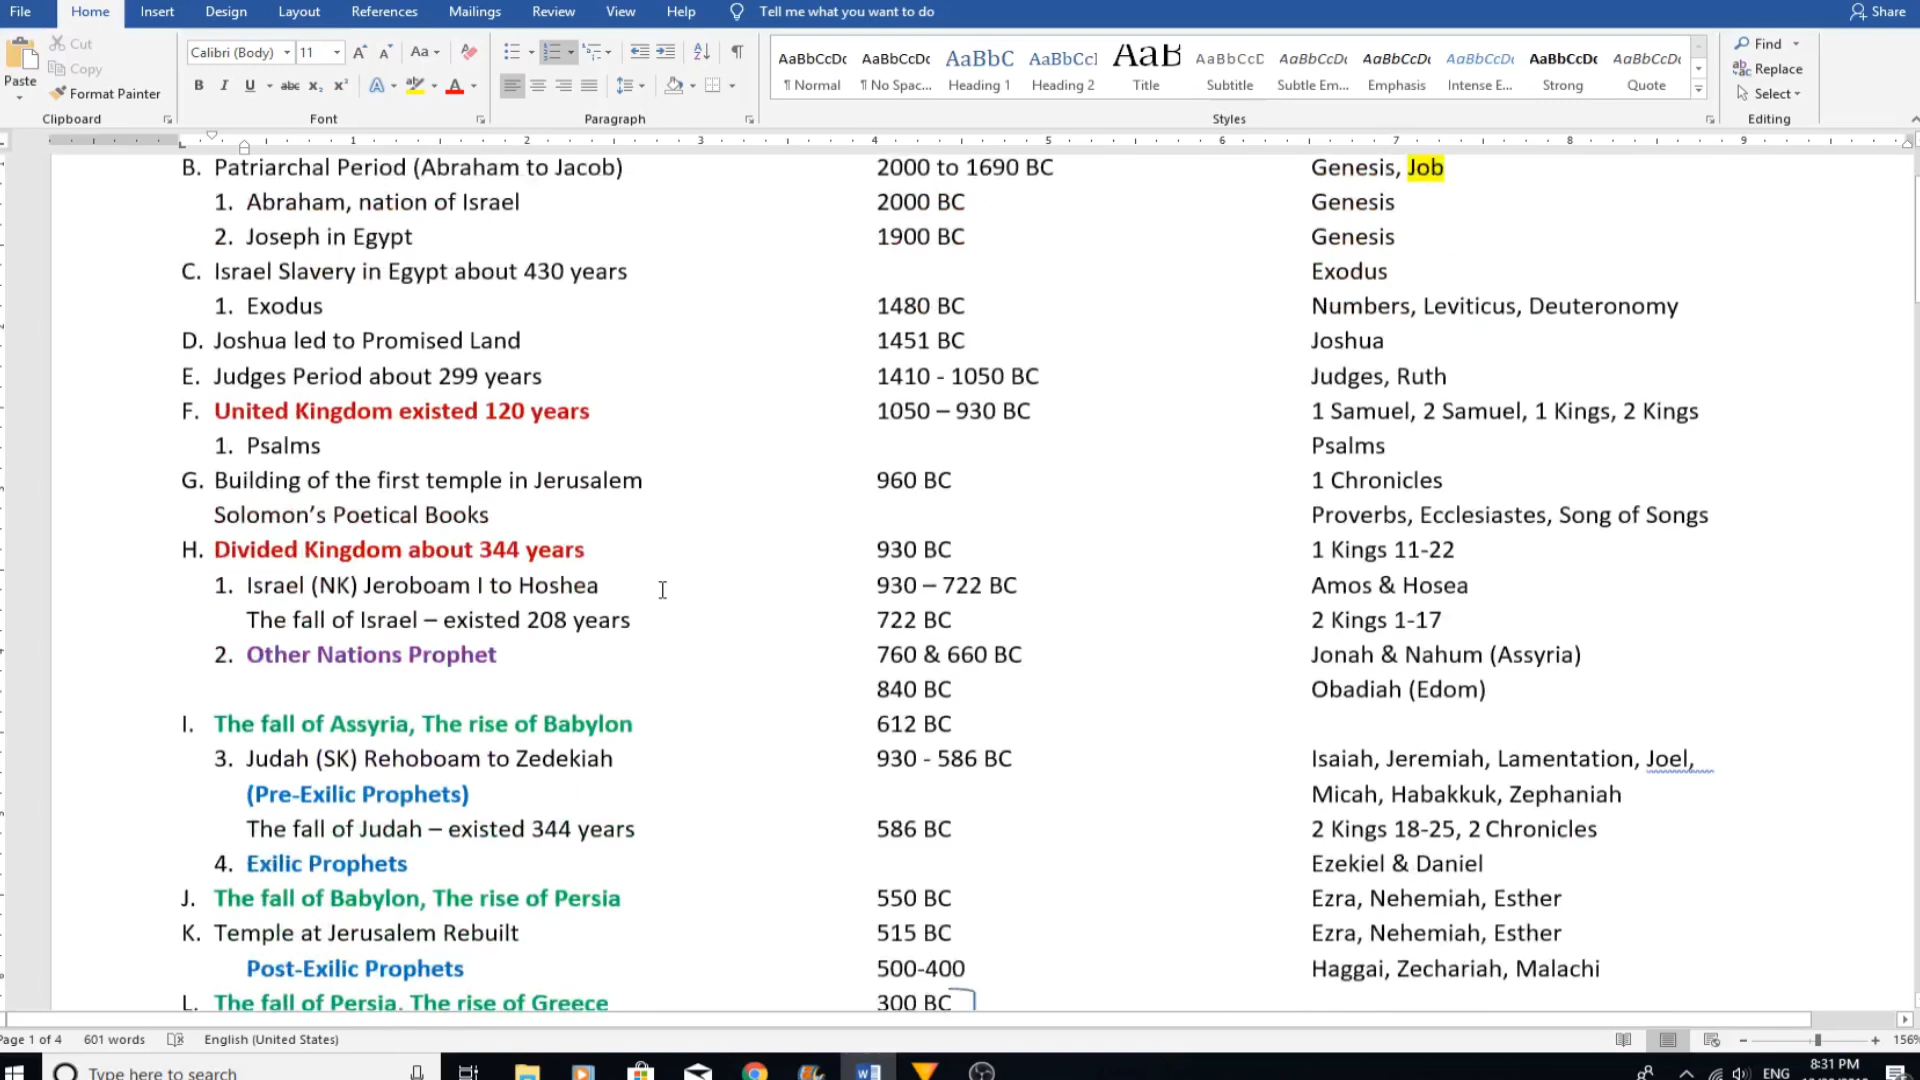 File Home Insert Design Layout References Mailings Review View Help Tell me what you want to do Share
Cut
Copy
Format Painter
Paste
Clipboard
Calibri (Body) 11
Font
Paragraph
AaBbCcDc AaBbCcDc AaBbC AaBbCcI AaB AaBbCcD AaBbCcDc AaBbCcDc AaBbCcDc AaBbCcDc AaBbCcDc
¶ Normal ¶ No Spac... Heading 1 Heading 2 Title Subtitle Subtle Em... Emphasis Intense E... Strong Quote
Styles
Find
Replace
Select
Editing
1 2 3 4 5 6 7 8 9
B. Patriarchal Period (Abraham to Jacob) 2000 to 1690 BC Genesis, Job
1. Abraham, nation of Israel 2000 BC Genesis
2. Joseph in Egypt 1900 BC Genesis
C. Israel Slavery in Egypt about 430 years Exodus
1. Exodus 1480 BC Numbers, Leviticus, Deuteronomy
D. Joshua led to Promised Land 1451 BC Joshua
E. Judges Period about 299 years 1410 - 1050 BC Judges, Ruth
F. United Kingdom existed 120 years 1050 – 930 BC 1 Samuel, 2 Samuel, 1 Kings, 2 Kings
1. Psalms Psalms
G. Building of the first temple in Jerusalem 960 BC 1 Chronicles
Solomon’s Poetical Books Proverbs, Ecclesiastes, Song of Songs
H. Divided Kingdom about 344 years 930 BC 1 Kings 11-22
1. Israel (NK) Jeroboam I to Hoshea 930 – 722 BC Amos & Hosea
The fall of Israel – existed 208 years 722 BC 2 Kings 1-17
2. Other Nations Prophet 760 & 660 BC Jonah & Nahum (Assyria)
840 BC Obadiah (Edom)
I. The fall of Assyria, The rise of Babylon 612 BC
3. Judah (SK) Rehoboam to Zedekiah 930 - 586 BC Isaiah, Jeremiah, Lamentation, Joel,
(Pre-Exilic Prophets) Micah, Habakkuk, Zephaniah
The fall of Judah – existed 344 years 586 BC 2 Kings 18-25, 2 Chronicles
4. Exilic Prophets Ezekiel & Daniel
J. The fall of Babylon, The rise of Persia 550 BC Ezra, Nehemiah, Esther
K. Temple at Jerusalem Rebuilt 515 BC Ezra, Nehemiah, Esther
Post-Exilic Prophets 500-400 Haggai, Zechariah, Malachi
L. The fall of Persia, The rise of Greece 300 BC
Page 1 of 4 601 words English (United States) 156%
Type here to search ENG 8:31 PM